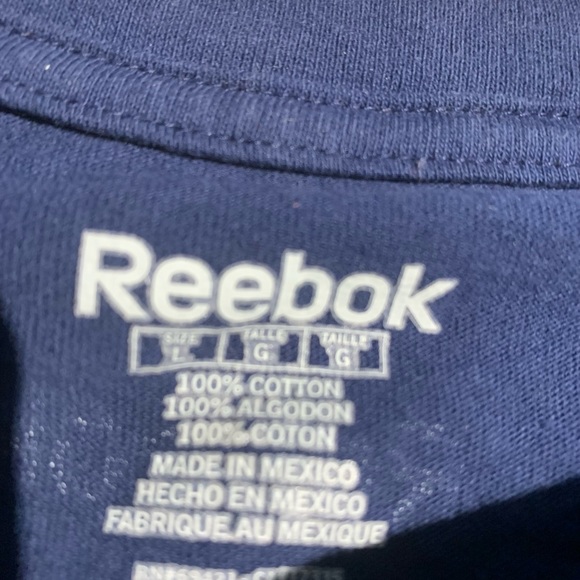 Reebok
SIZE TALLA TAILLE
L G G
100% COTTON
100% ALGODON
100% COTON
MADE IN MEXICO
HECHO EN MEXICO
FABRIQUE AU MEXIQUE